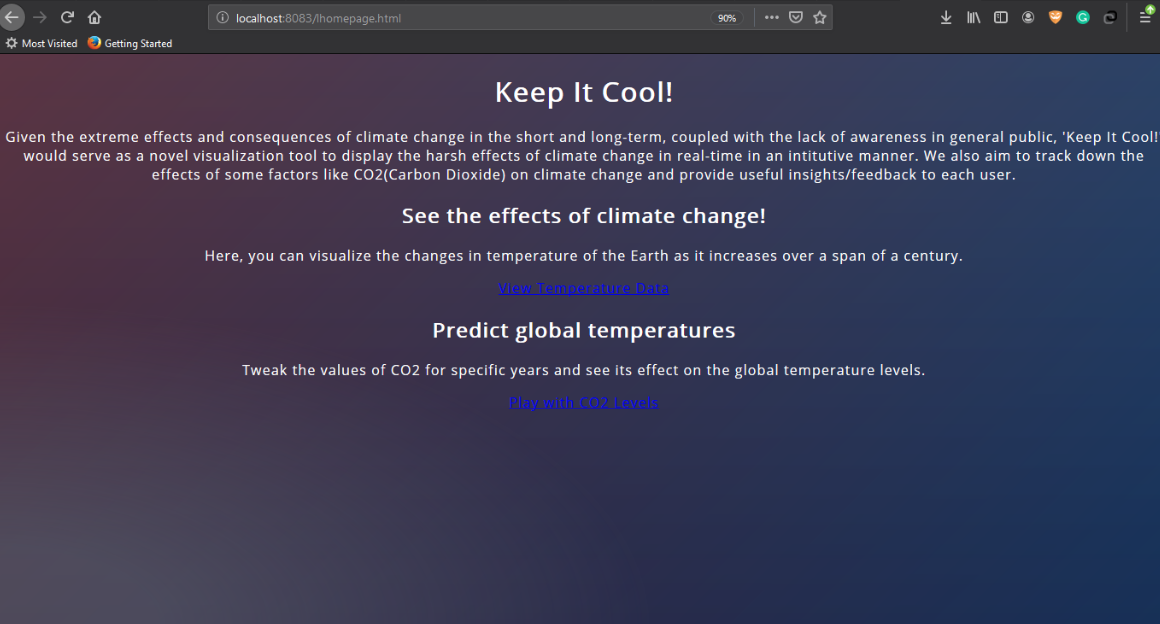 localhost:8083/lhomepage.html
90%
Most Visited
Getting Started
Keep It Cool!
Given the extreme effects and consequences of climate change in the short and long-term, coupled with the lack of awareness in general public, 'Keep It Cool!'
would serve as a novel visualization tool to display the harsh effects of climate change in real-time in an intitutive manner. We also aim to track down the
effects of some factors like CO2(Carbon Dioxide) on climate change and provide useful insights/feedback to each user.
See the effects of climate change!
Here, you can visualize the changes in temperature of the Earth as it increases over a span of a century.
View Temperature Data
Predict global temperatures
Tweak the values of CO2 for specific years and see its effect on the global temperature levels.
Play with CO2 Levels